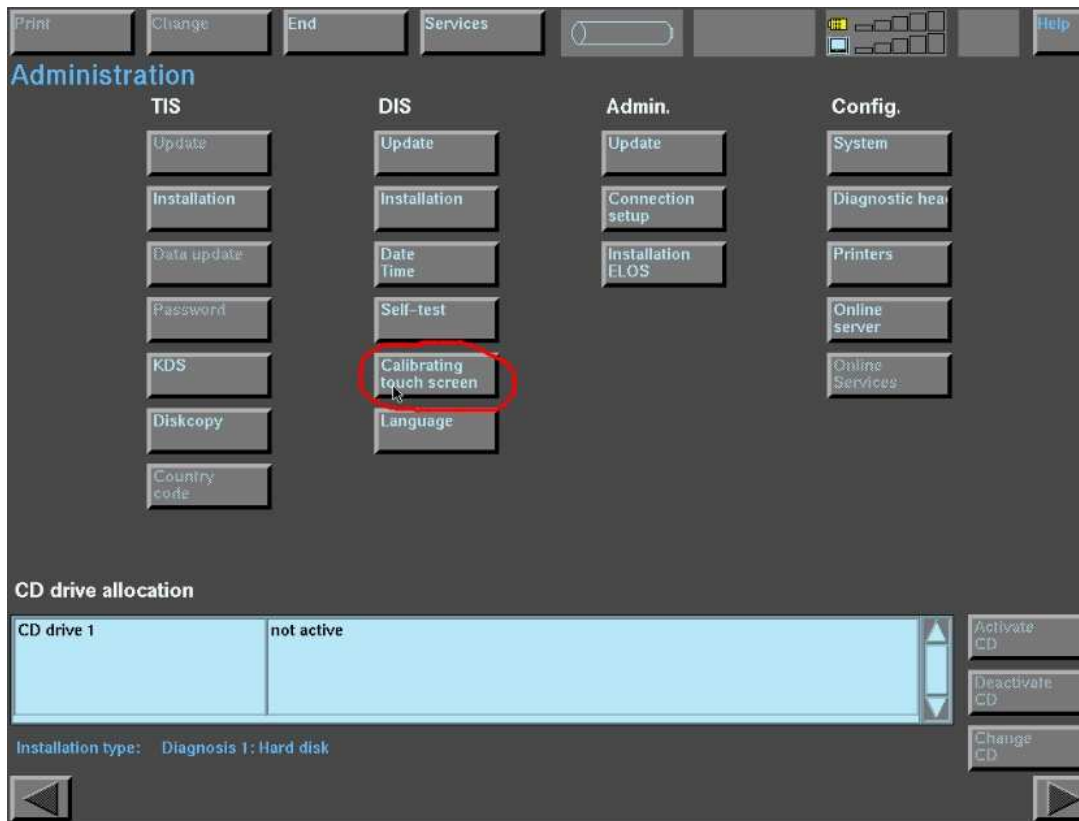 Print
Change
End
Services
Help
Administration
TIS
DIS
Admin.
Config.
Update
Update
Update
System
Installation
Installation
Connection
setup
Diagnostic hea
Data update
Date
Time
Installation
ELOS
Printers
Password
Self-test
Online
server
KDS
Calibrating
touch screen
Online
Services
Diskcopy
Language
Country
code
CD drive allocation
CD drive 1
not active
Activate
CD
Deactivate
CD
Change
CD
Installation type: Diagnosis 1: Hard disk